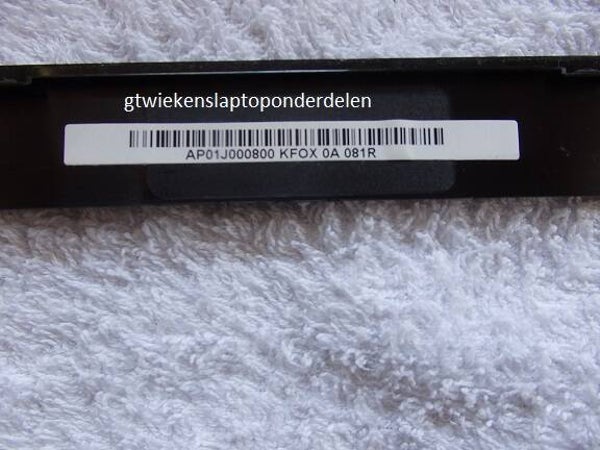 gtwiekenslaptoponderdelen
AP01J000800 KFOX 0A 081R